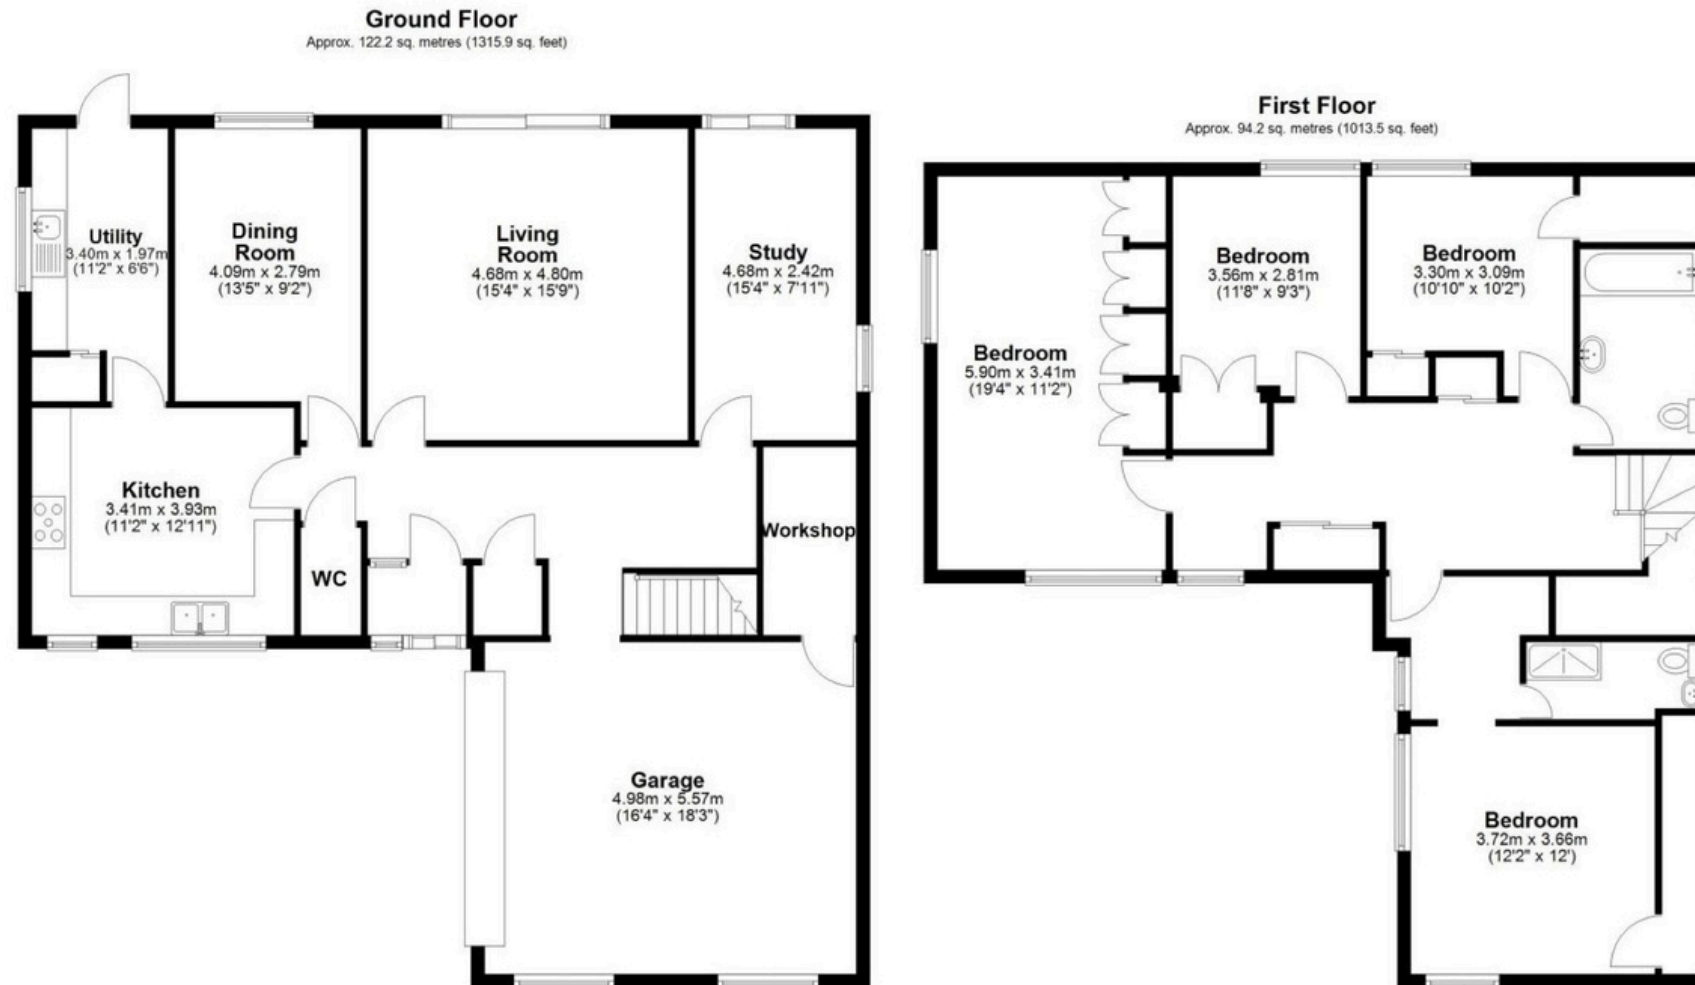 Ground Floor
Approx. 122.2 sq. metres (1315.9 sq. feet)
Utility
3.40m x 1.97m
(11'2" x 6'6")
Dining
Room
4.09m x 2.79m
(13'5" x 9'2")
Living
Room
4.68m x 4.80m
(15'4" x 15'9")
Study
4.68m x 2.42m
(15'4" x 7'11")
Kitchen
3.41m x 3.93m
(11'2" x 12'11")
WC
Workshop
Garage
4.98m x 5.57m
(16'4" x 18'3")
First Floor
Approx. 94.2 sq. metres (1013.5 sq. feet)
Bedroom
5.90m x 3.41m
(19'4" x 11'2")
Bedroom
3.56m x 2.81m
(11'8" x 9'3")
Bedroom
3.30m x 3.09m
(10'10" x 10'2")
Bedroom
3.72m x 3.66m
(12'2" x 12')